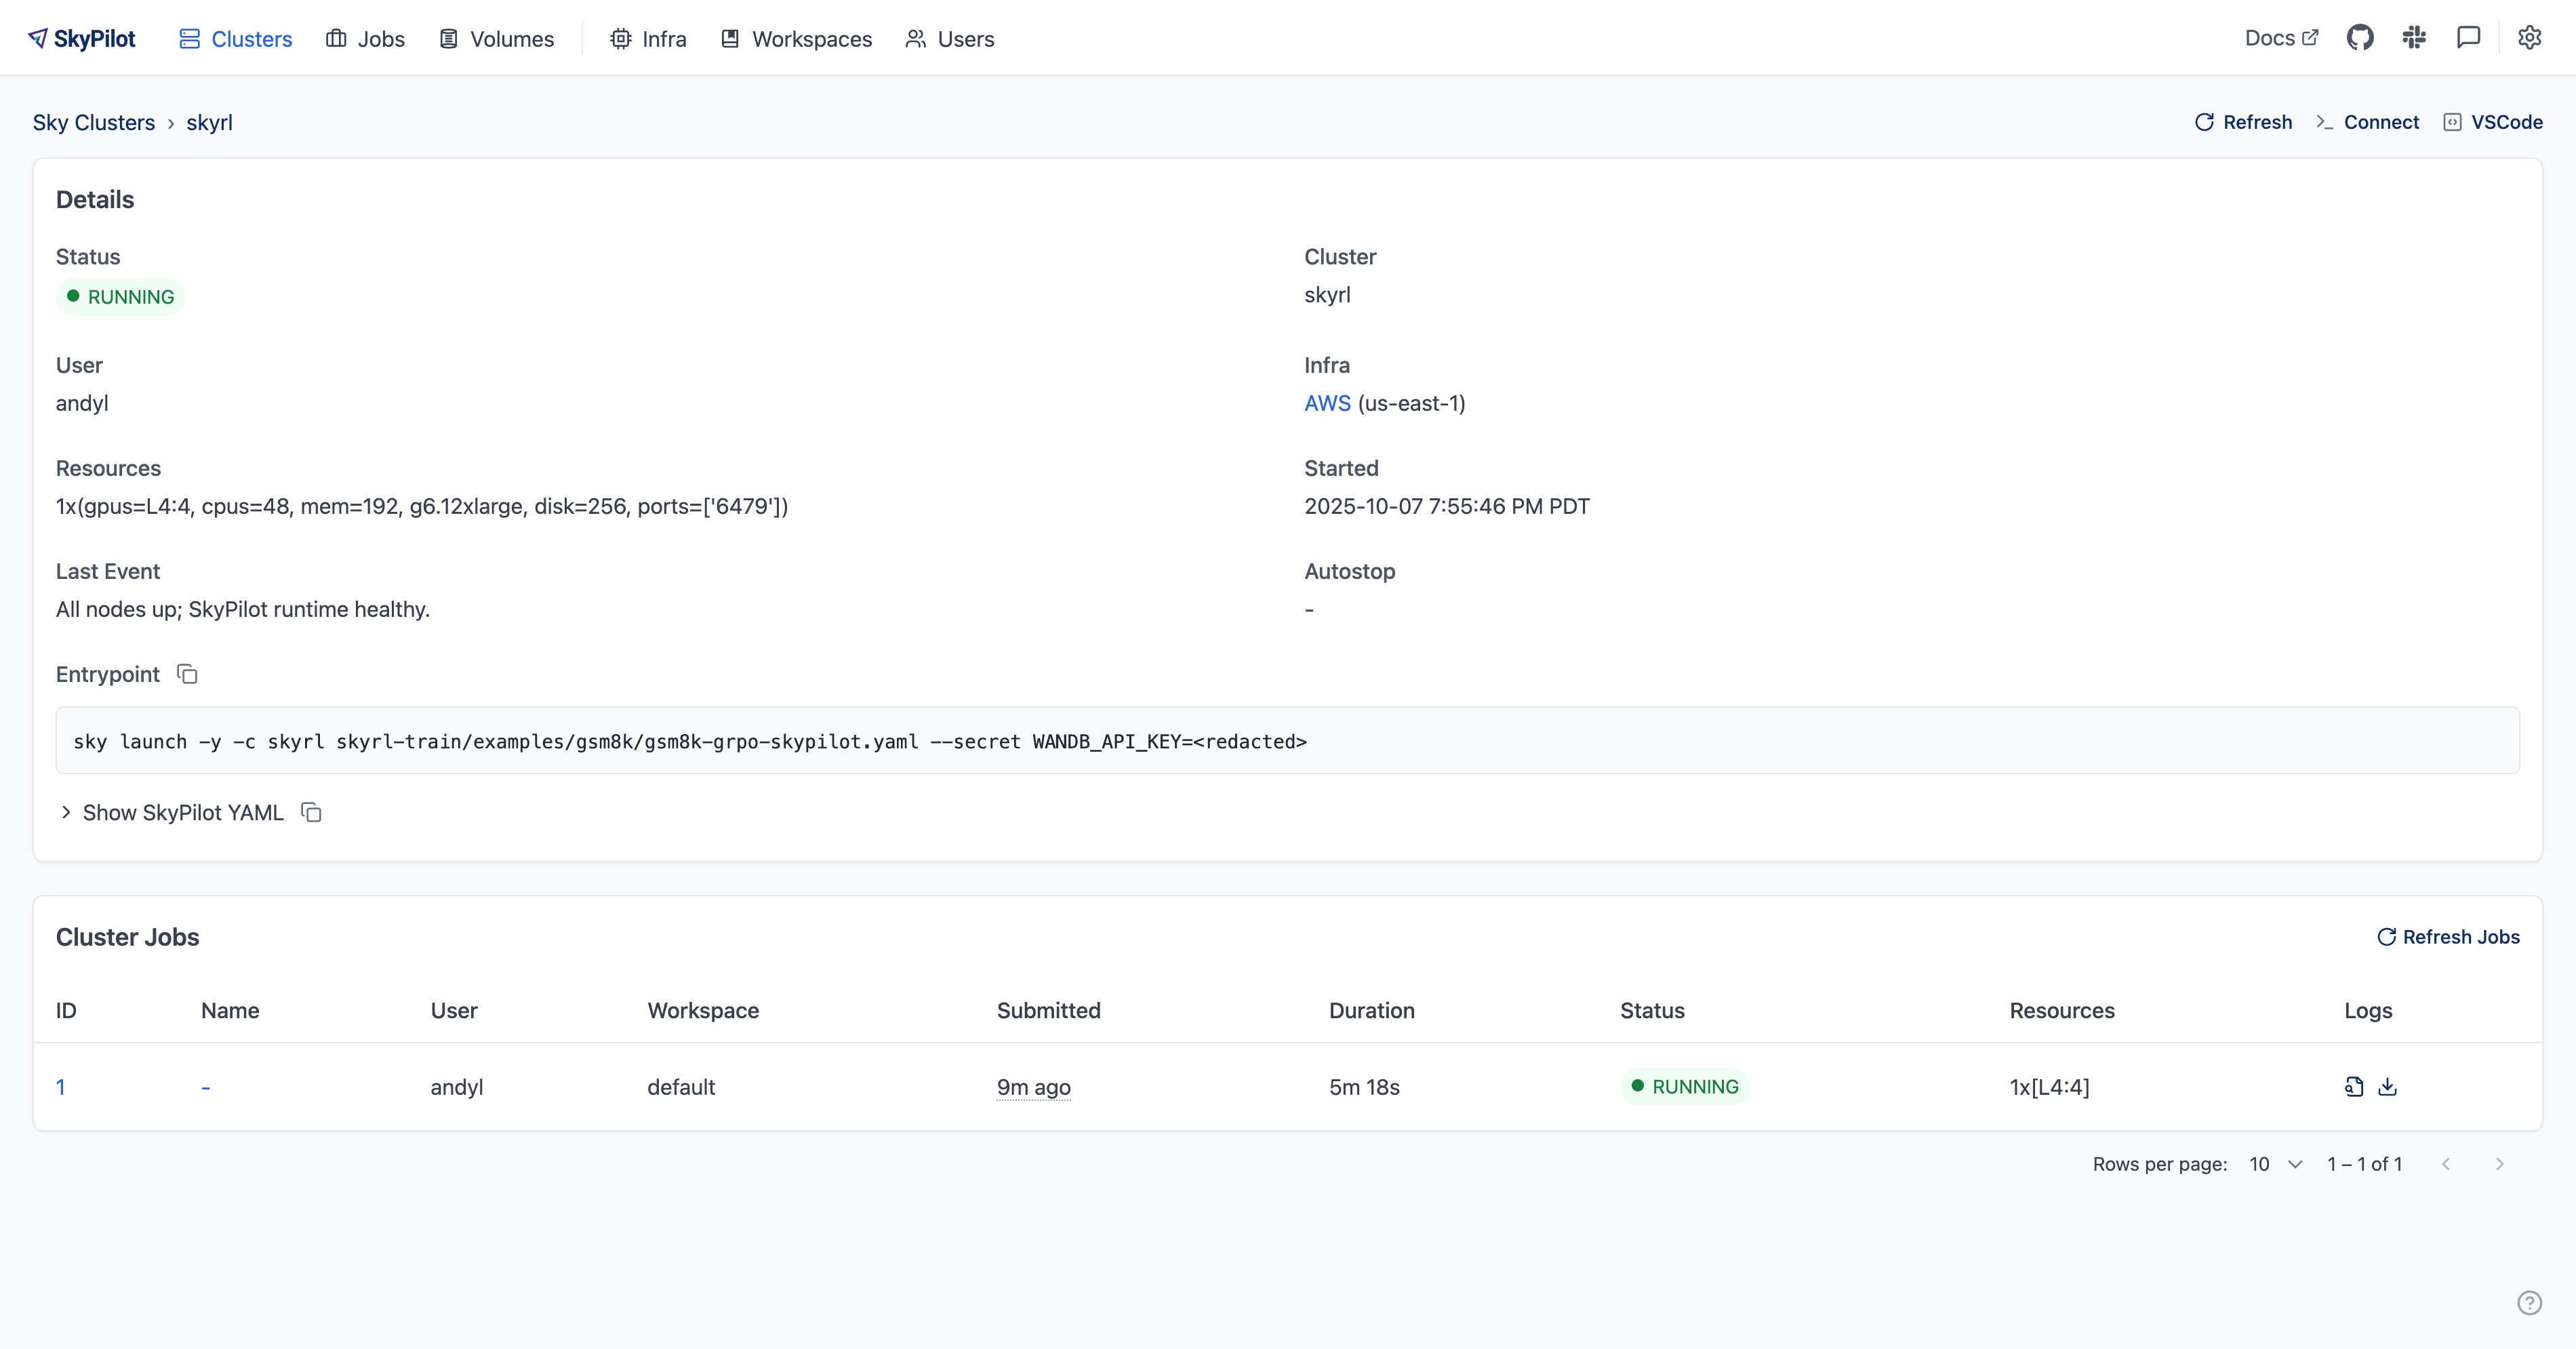 SkyPilot Clusters Jobs Volumes Infra Workspaces Users Docs
Sky Clusters › skyrl Refresh Connect VSCode
Details
Status Cluster
RUNNING skyrl
User Infra
andyl AWS (us-east-1)
Resources Started
1x(gpus=L4:4, cpus=48, mem=192, g6.12xlarge, disk=256, ports=['6479']) 2025-10-07 7:55:46 PM PDT
Last Event Autostop
All nodes up; SkyPilot runtime healthy. -
Entrypoint
sky launch -y -c skyrl skyrl-train/examples/gsm8k/gsm8k-grpo-skypilot.yaml --secret WANDB_API_KEY=<redacted>
Show SkyPilot YAML
Cluster Jobs Refresh Jobs
ID Name User Workspace Submitted Duration Status Resources Logs
1 - andyl default 9m ago 5m 18s RUNNING 1x[L4:4]
Rows per page: 10 1 – 1 of 1